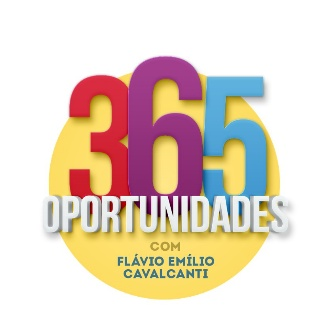 365
OPORTUNIDADES
COM
FLÁVIO EMÍLIO
CAVALCANTI